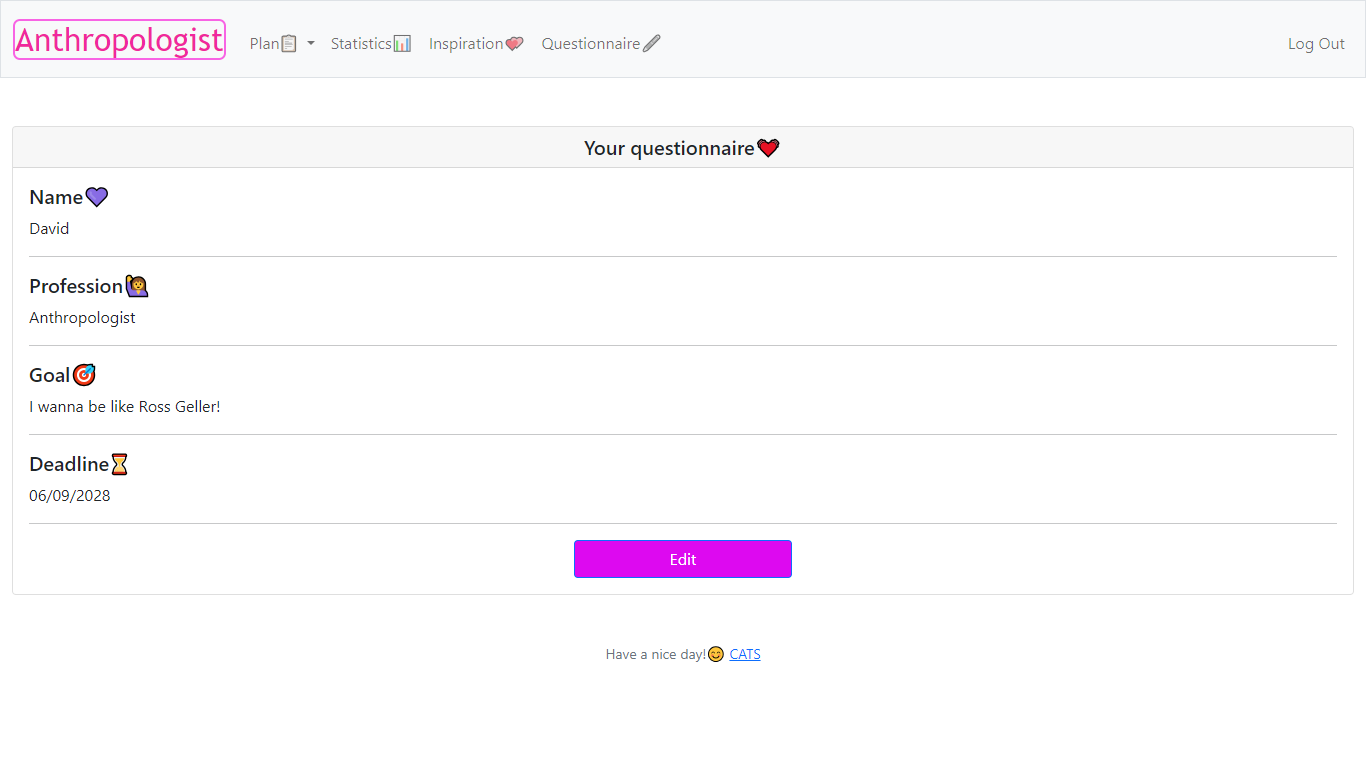 Anthropologist
Plan📋 Statistics📊 Inspiration💞 Questionnaire🖊 Log Out
Your questionnaire❤
Name💜
David
Profession🙋
Anthropologist
Goal🎯
I wanna be like Ross Geller!
Deadline⏳
06/09/2028
Edit
Have a nice day!😊 CATS